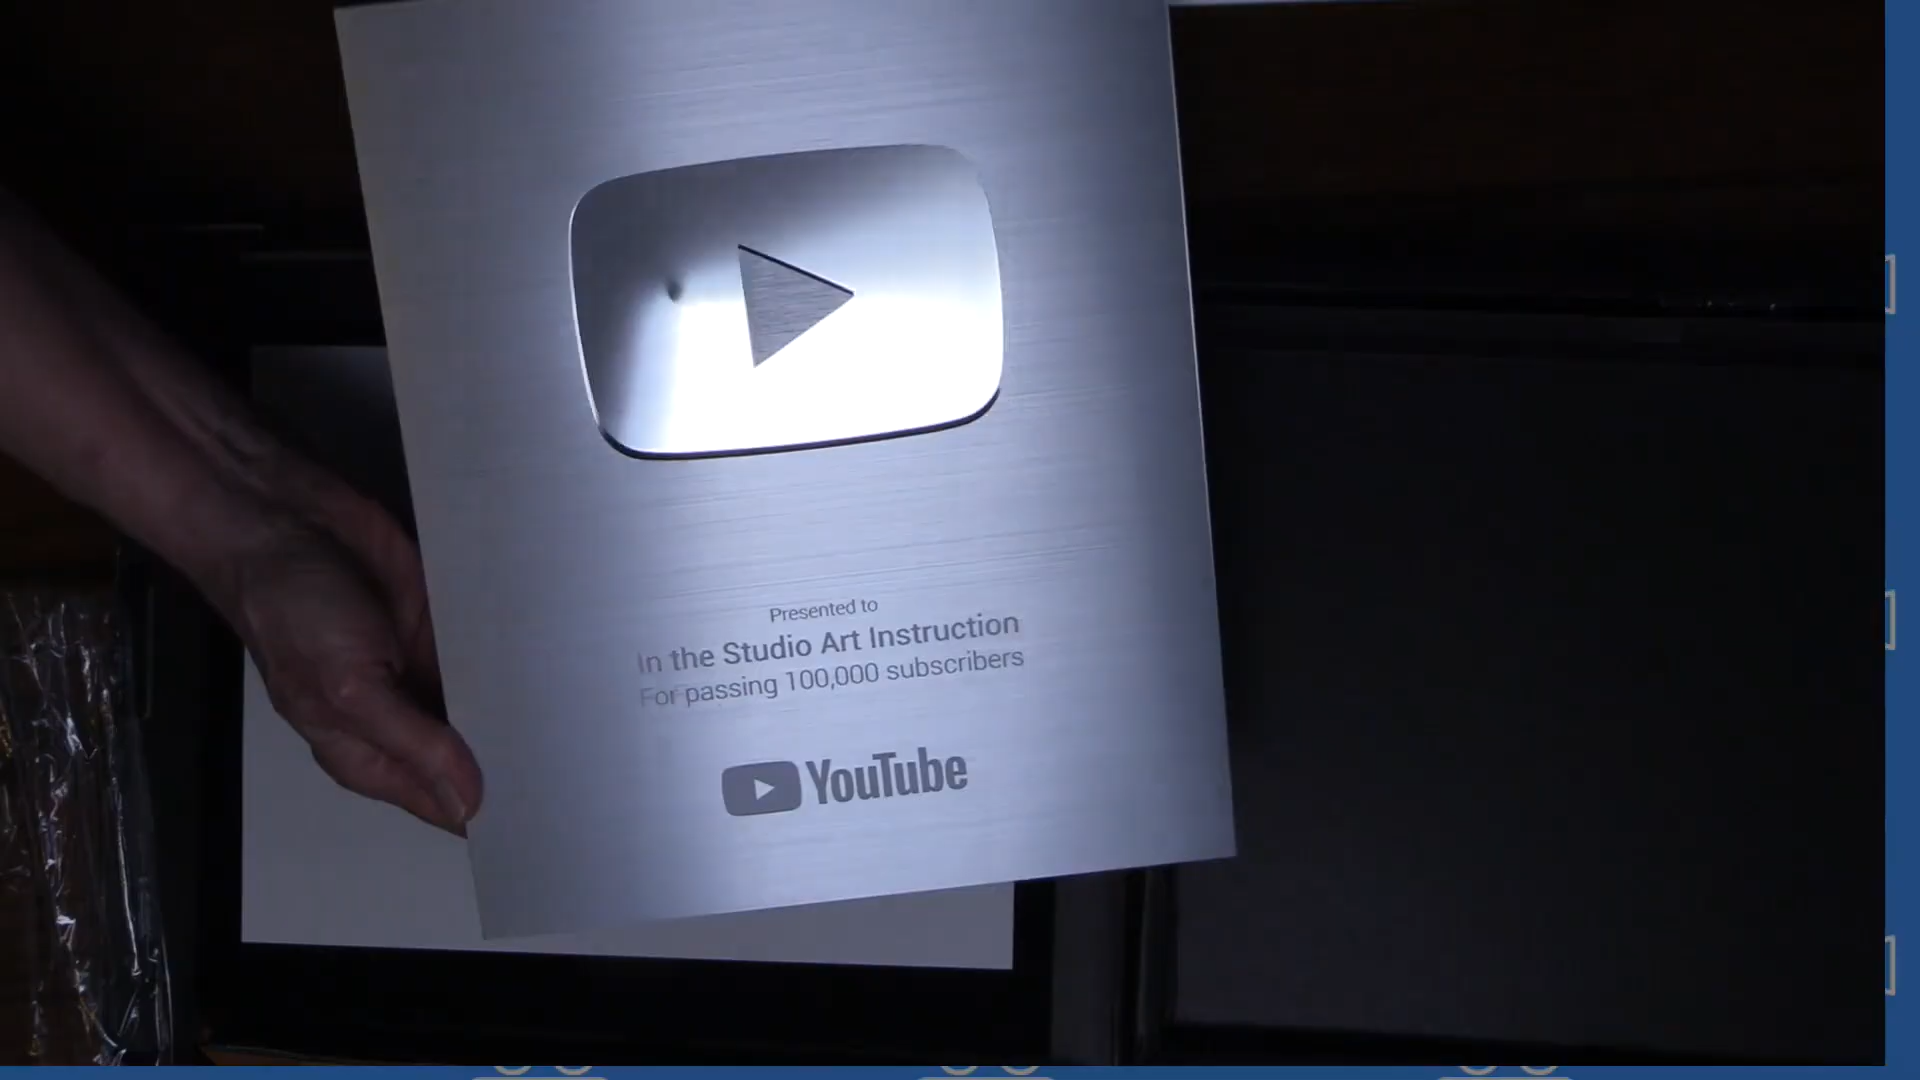 Presented to
In the Studio Art Instruction
For passing 100,000 subscribers
YouTube